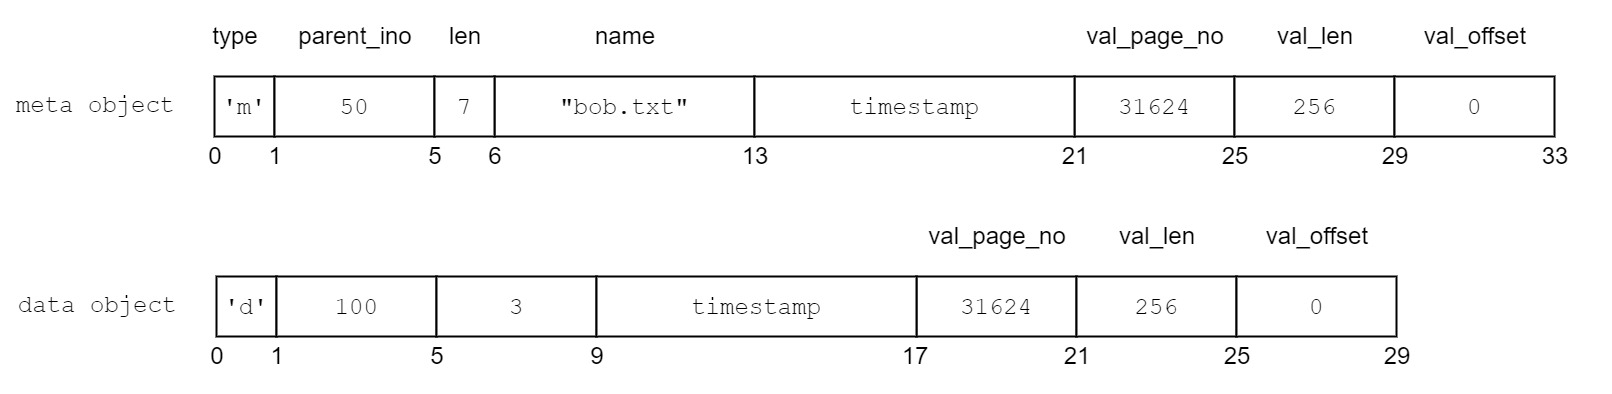 type parent_ino len name val_page_no val_len val_offset
meta object 'm' 50 7 "bob.txt" timestamp 31624 256 0
0 1 5 6 13 21 25 29 33
val_page_no val_len val_offset
data object 'd' 100 3 timestamp 31624 256 0
0 1 5 9 17 21 25 29